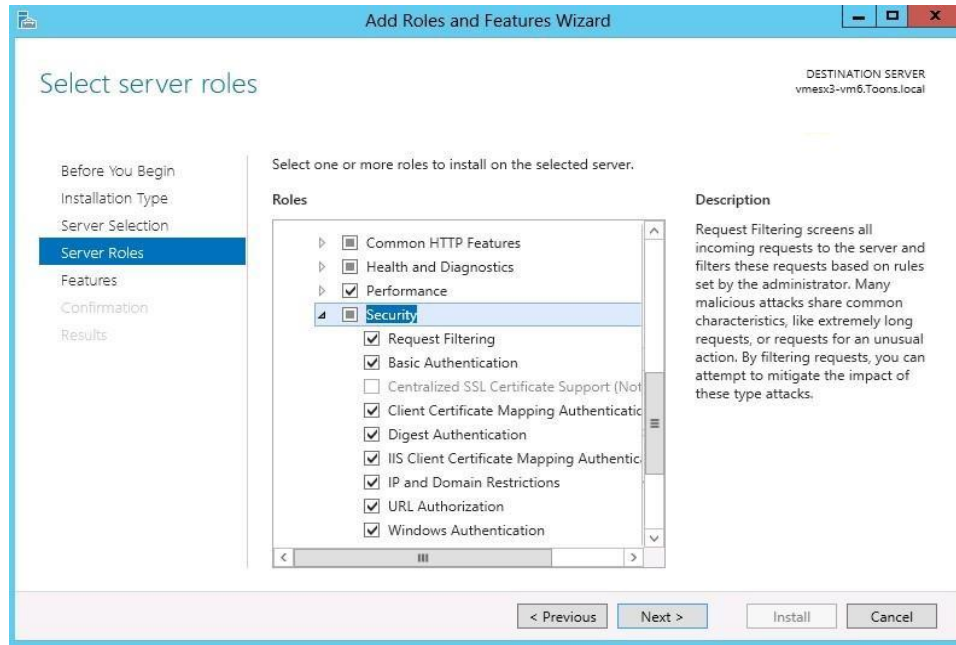 Add Roles and Features Wizard
Select server roles
DESTINATION SERVER
vmesx3-vm6.Toons.local
Before You Begin
Installation Type
Server Selection
Server Roles
Features
Confirmation
Results
Select one or more roles to install on the selected server.
Roles
Common HTTP Features
Health and Diagnostics
Performance
Security
Request Filtering
Basic Authentication
Centralized SSL Certificate Support (Not
Client Certificate Mapping Authenticatic
Digest Authentication
IIS Client Certificate Mapping Authentic
IP and Domain Restrictions
URL Authorization
Windows Authentication
Description
Request Filtering screens all
incoming requests to the server and
filters these requests based on rules
set by the administrator. Many
malicious attacks share common
characteristics, like extremely long
requests, or requests for an unusual
action. By filtering requests, you can
attempt to mitigate the impact of
these type attacks.
< Previous
Next >
Install
Cancel